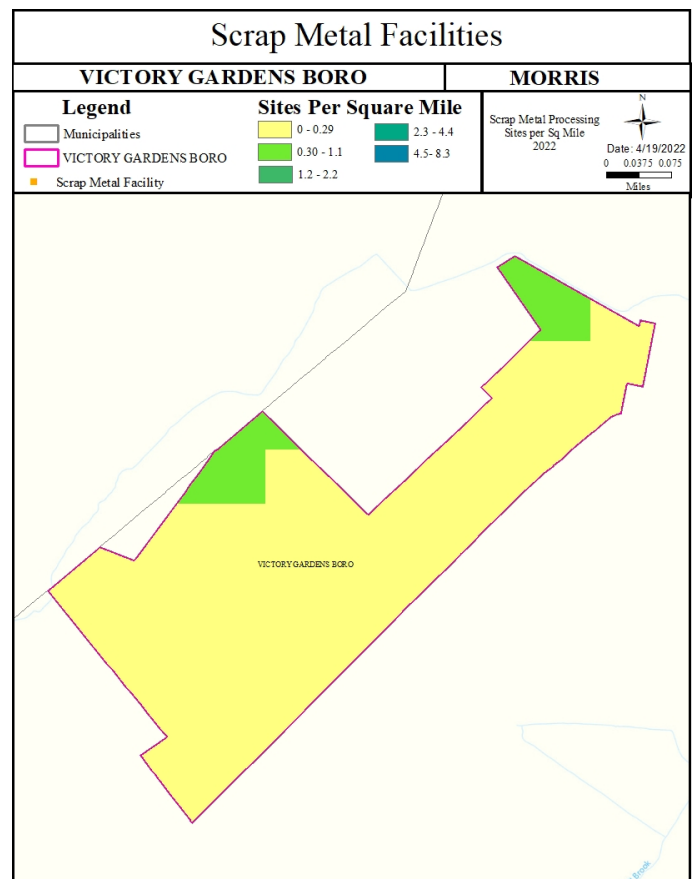 Scrap Metal Facilities
VICTORY GARDENS BORO
MORRIS
Legend
Municipalities
VICTORY GARDENS BORO
Scrap Metal Facility
Sites Per Square Mile
0 - 0.29
0.30 - 1.1
1.2 - 2.2
2.3 - 4.4
4.5- 8.3
Scrap Metal Processing
Sites per Sq Mile
2022
N
Date: 4/19/2022
0 0.0375 0.075
Miles
VICTORY GARDENS BORO
Brook